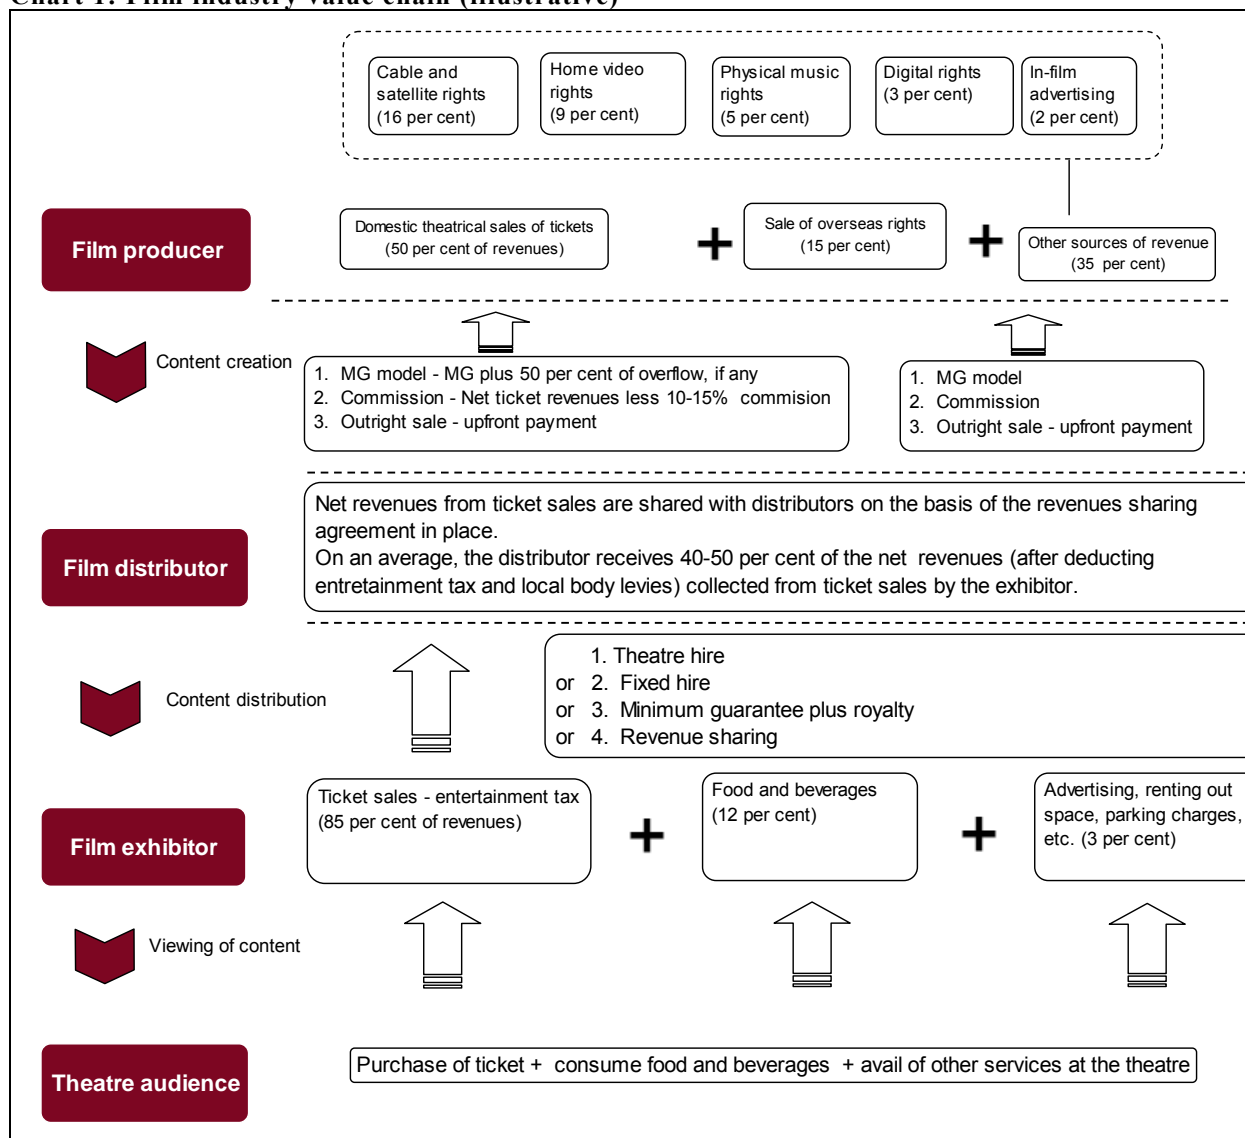 Chart 1: Film industry value chain (illustrative)
Cable and
satellite rights
(16 per cent)
Home video
rights
(9 per cent)
Physical music
rights
(5 per cent)
Digital rights
(3 per cent)
In-film
advertising
(2 per cent)
Film producer
Domestic theatrical sales of tickets
(50 per cent of revenues)
+
Sale of overseas rights
(15 per cent)
+
Other sources of revenue
(35 per cent)
Content creation
1. MG model - MG plus 50 per cent of overflow, if any
2. Commission - Net ticket revenues less 10-15% commision
3. Outright sale - upfront payment
1. MG model
2. Commission
3. Outright sale - upfront payment
Film distributor
Net revenues from ticket sales are shared with distributors on the basis of the revenues sharing
agreement in place.
On an average, the distributor receives 40-50 per cent of the net revenues (after deducting
entretainment tax and local body levies) collected from ticket sales by the exhibitor.
Content distribution
1. Theatre hire
or 2. Fixed hire
or 3. Minimum guarantee plus royalty
or 4. Revenue sharing
Film exhibitor
Ticket sales - entertainment tax
(85 per cent of revenues)
+
Food and beverages
(12 per cent)
+
Advertising, renting out
space, parking charges,
etc. (3 per cent)
Viewing of content
Theatre audience
Purchase of ticket + consume food and beverages + avail of other services at the theatre